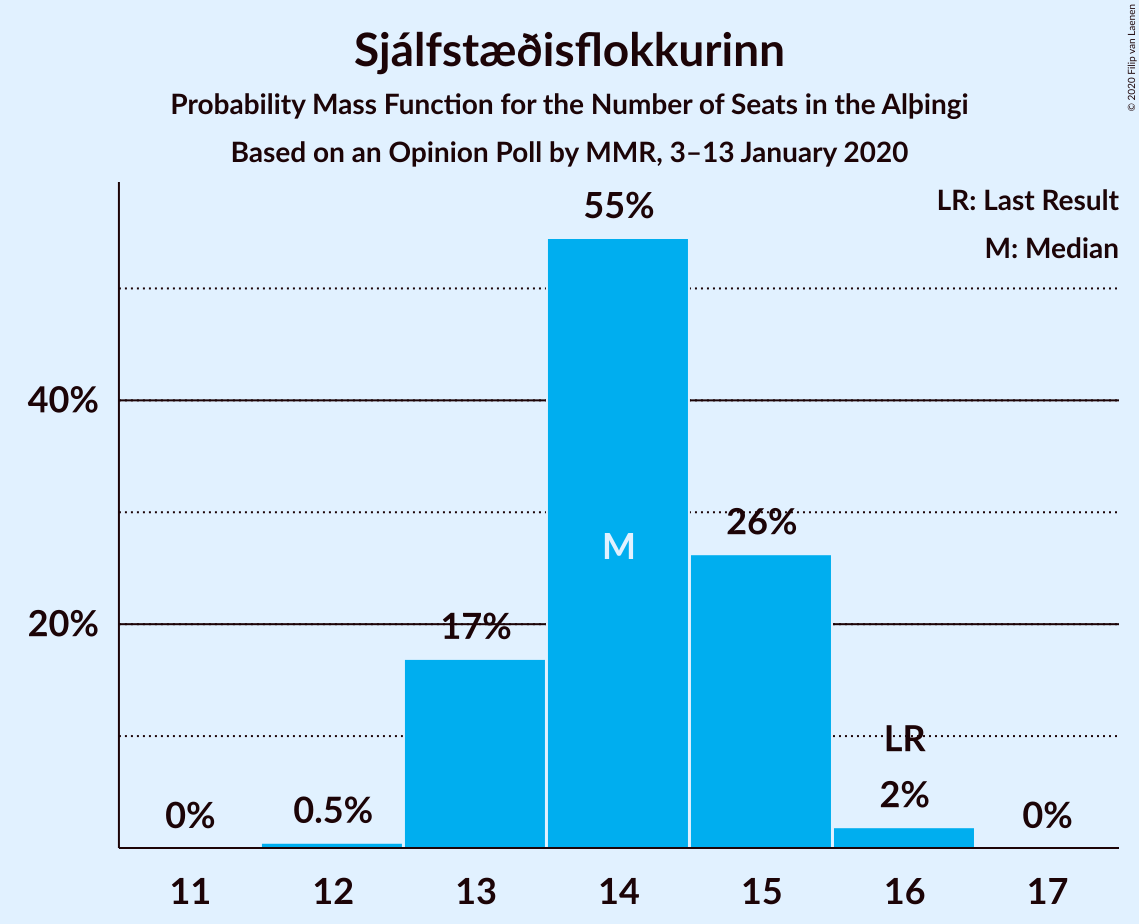 Sjálfstæðisflokkurinn
Probability Mass Function for the Number of Seats in the Alþingi
Based on an Opinion Poll by MMR, 3–13 January 2020
© 2020 Filip van Laenen
LR: Last Result
M: Median
55%
40%
26%
M
20%
17%
LR
2%
0%
0.5%
0%
11 12 13 14 15 16 17